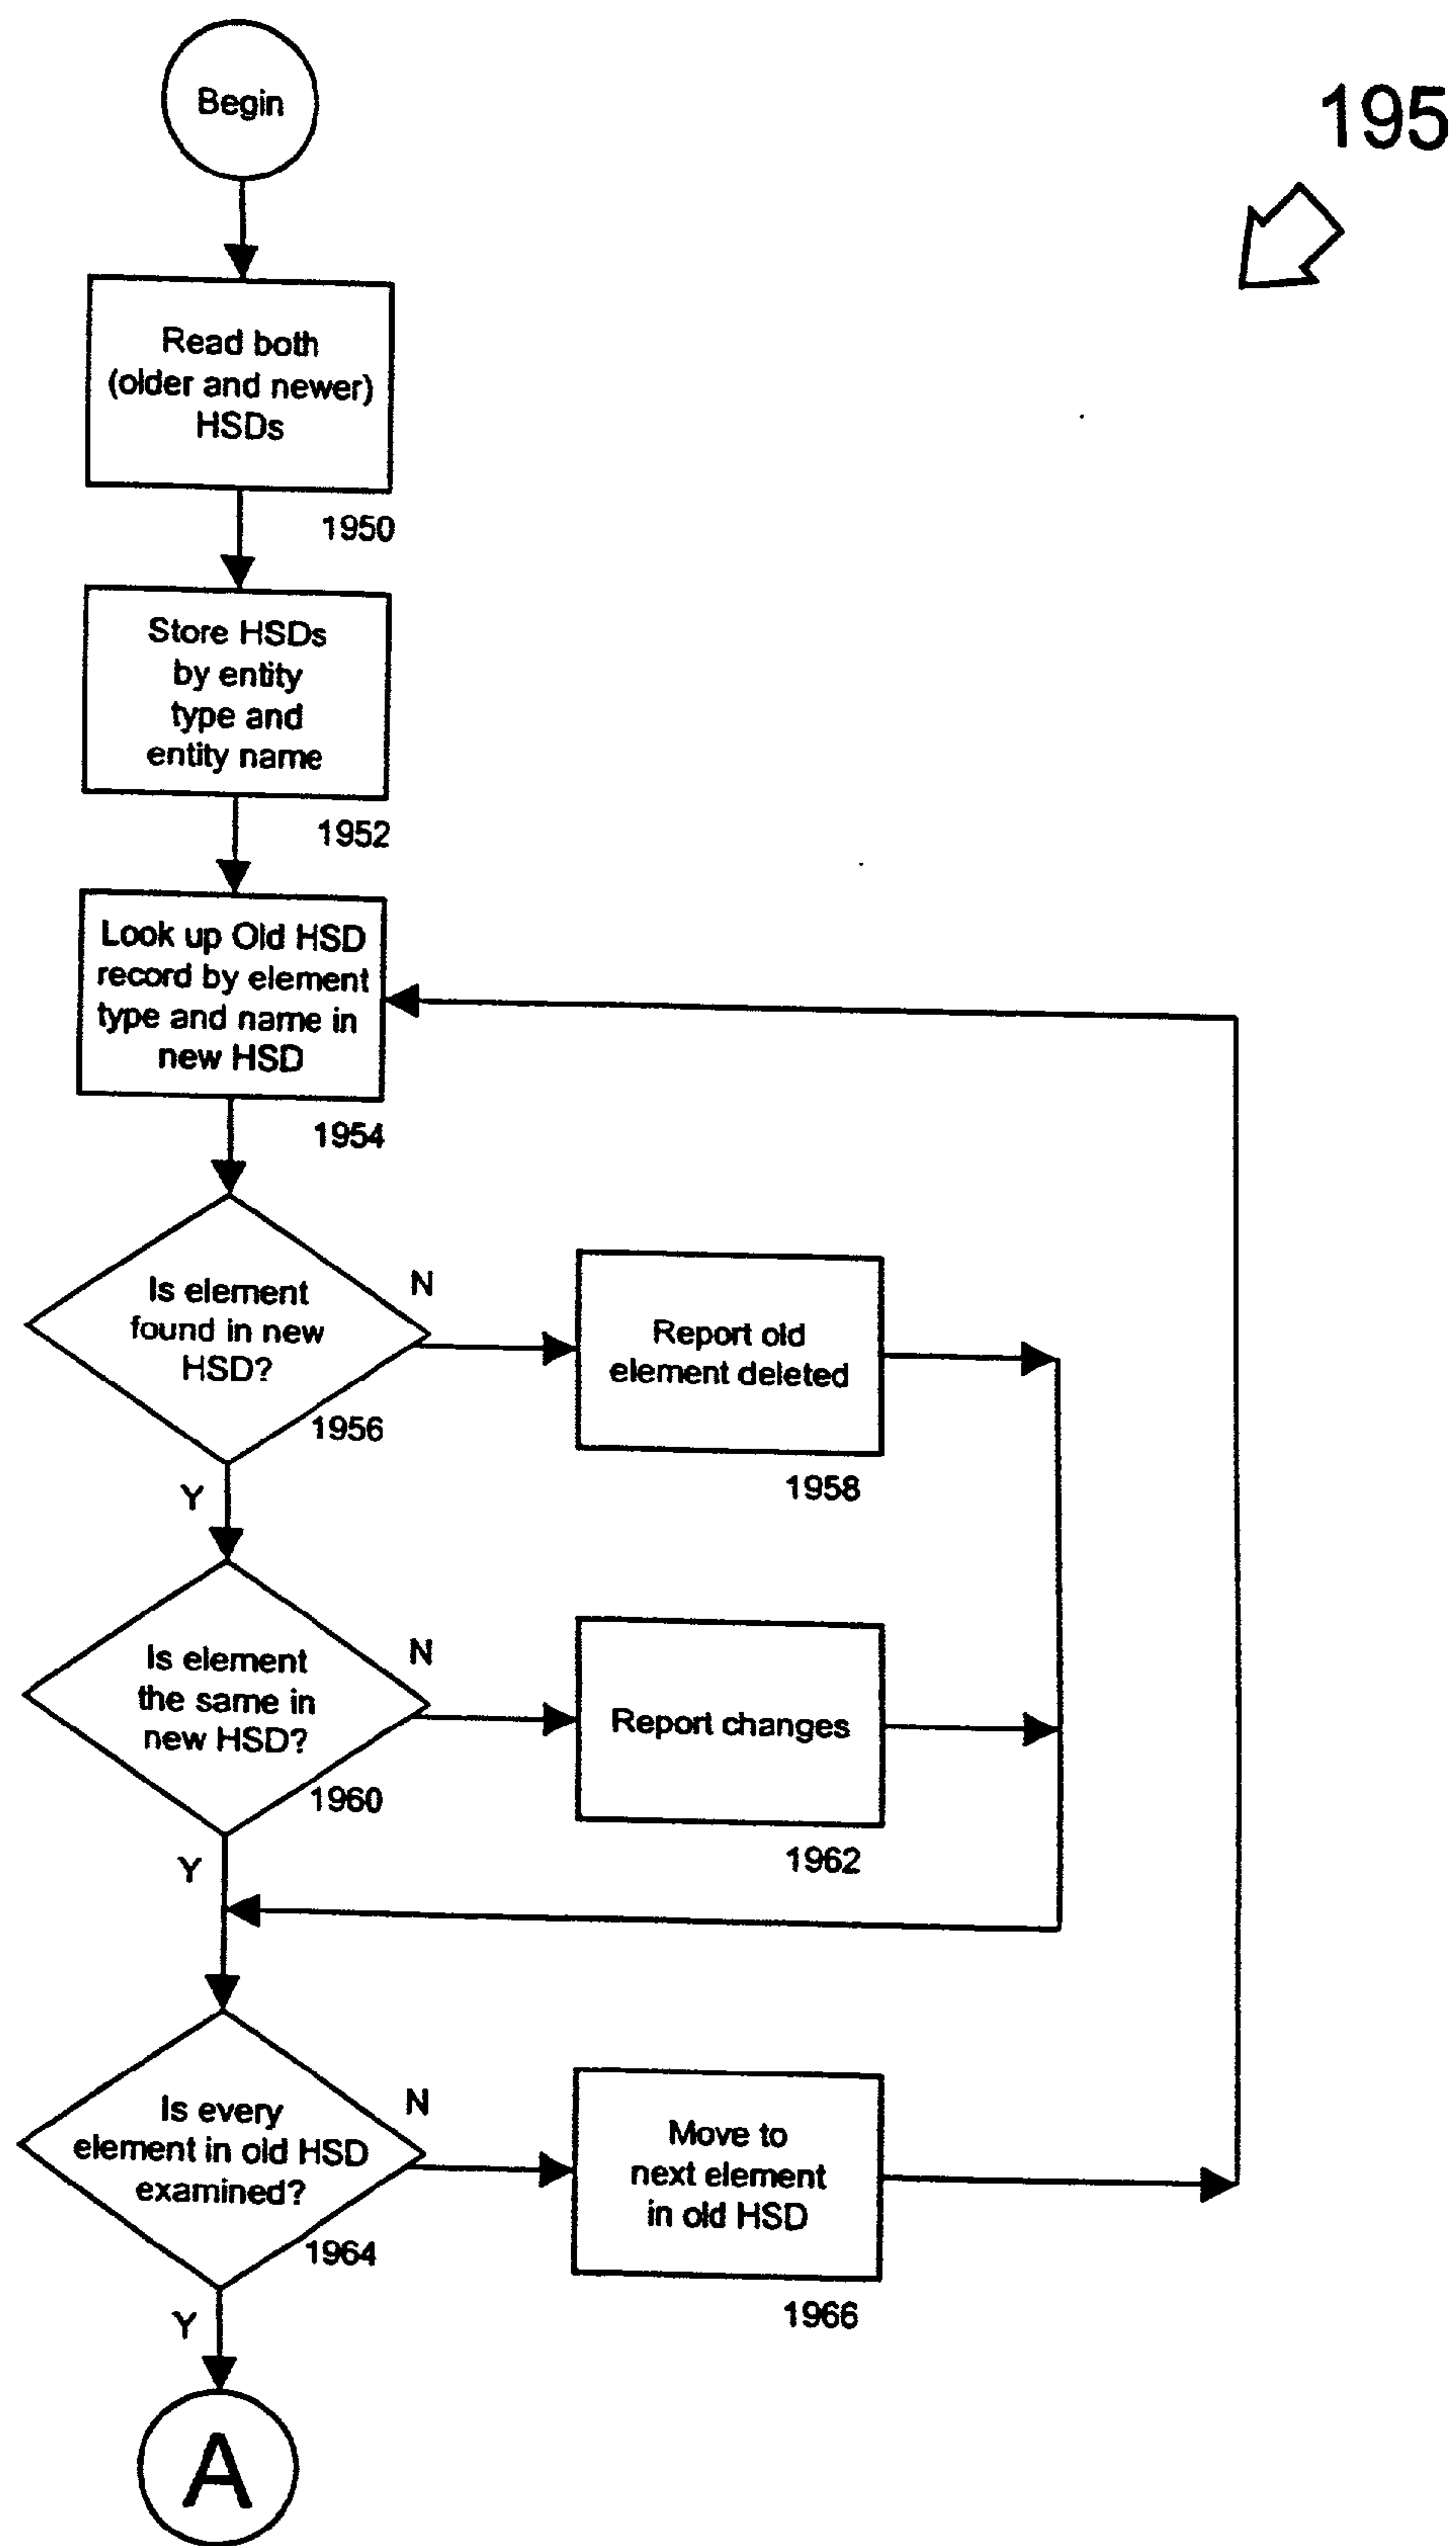 Begin
195
Read both
(older and newer)
HSDs
1950
Store HSDs
by entity
type and
entity name
1952
Look up Old HSD
record by element
type and name in
new HSD
1954
Is element
found in new
HSD?
N
1956
Y
Report old
element deleted
1958
Is element
the same in
new HSD?
N
1960
Y
Report changes
1962
Is every
element in old HSD
examined?
N
1964
Y
Move to
next element
in old HSD
1966
A